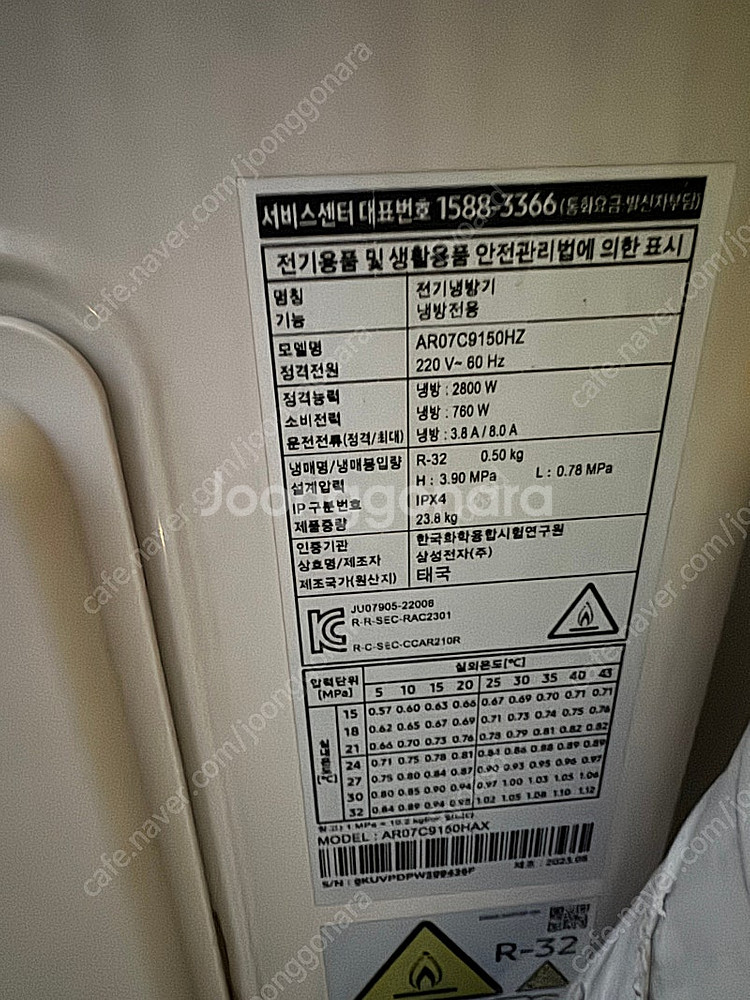 서비스센터 대표번호 1588-3366 (통화요금:발신자부담)
전기용품 및 생활용품 안전관리법에 의한 표시
명칭 전기냉방기
기능 냉방전용
모델명 AR07C9150HZ
정격전원 220 V~ 60 Hz
정격능력 냉방 : 2800 W
소비전력 냉방 : 760 W
운전전류(정격/최대) 냉방 : 3.8 A / 8.0 A
냉매명/냉매봉입량 R-32 0.50 kg
설계압력 H : 3.90 MPa L : 0.78 MPa
IP구분번호 IPX4
제품중량 23.8 kg
인증기관 한국화학융합시험연구원
상호명/제조자 삼성전자(주)
제조국가(원산지) 태국
JU07905-22006
R-R-SEC-RAC2301
R-C-SEC-CCAR210R
압력단위 [MPa] 실외온도[℃]
5 10 15 20 25 30 35 40 43
실내온도 [℃]
15 0.57 0.60 0.63 0.66 0.67 0.69 0.70 0.71 0.71
18 0.62 0.65 0.67 0.69 0.71 0.73 0.74 0.75 0.76
21 0.66 0.70 0.73 0.76 0.78 0.79 0.81 0.82 0.82
24 0.71 0.75 0.78 0.81 0.84 0.86 0.88 0.89 0.89
27 0.75 0.80 0.84 0.87 0.90 0.93 0.95 0.96 0.97
30 0.80 0.85 0.90 0.94 0.97 1.00 1.03 1.05 1.06
32 0.84 0.89 0.94 0.98 1.02 1.05 1.08 1.10 1.12
MODEL : AR07C9150HAX
제조 : 2023.08
S/N :
R-32
Joonggonara
cafe.naver.com/joonggonara